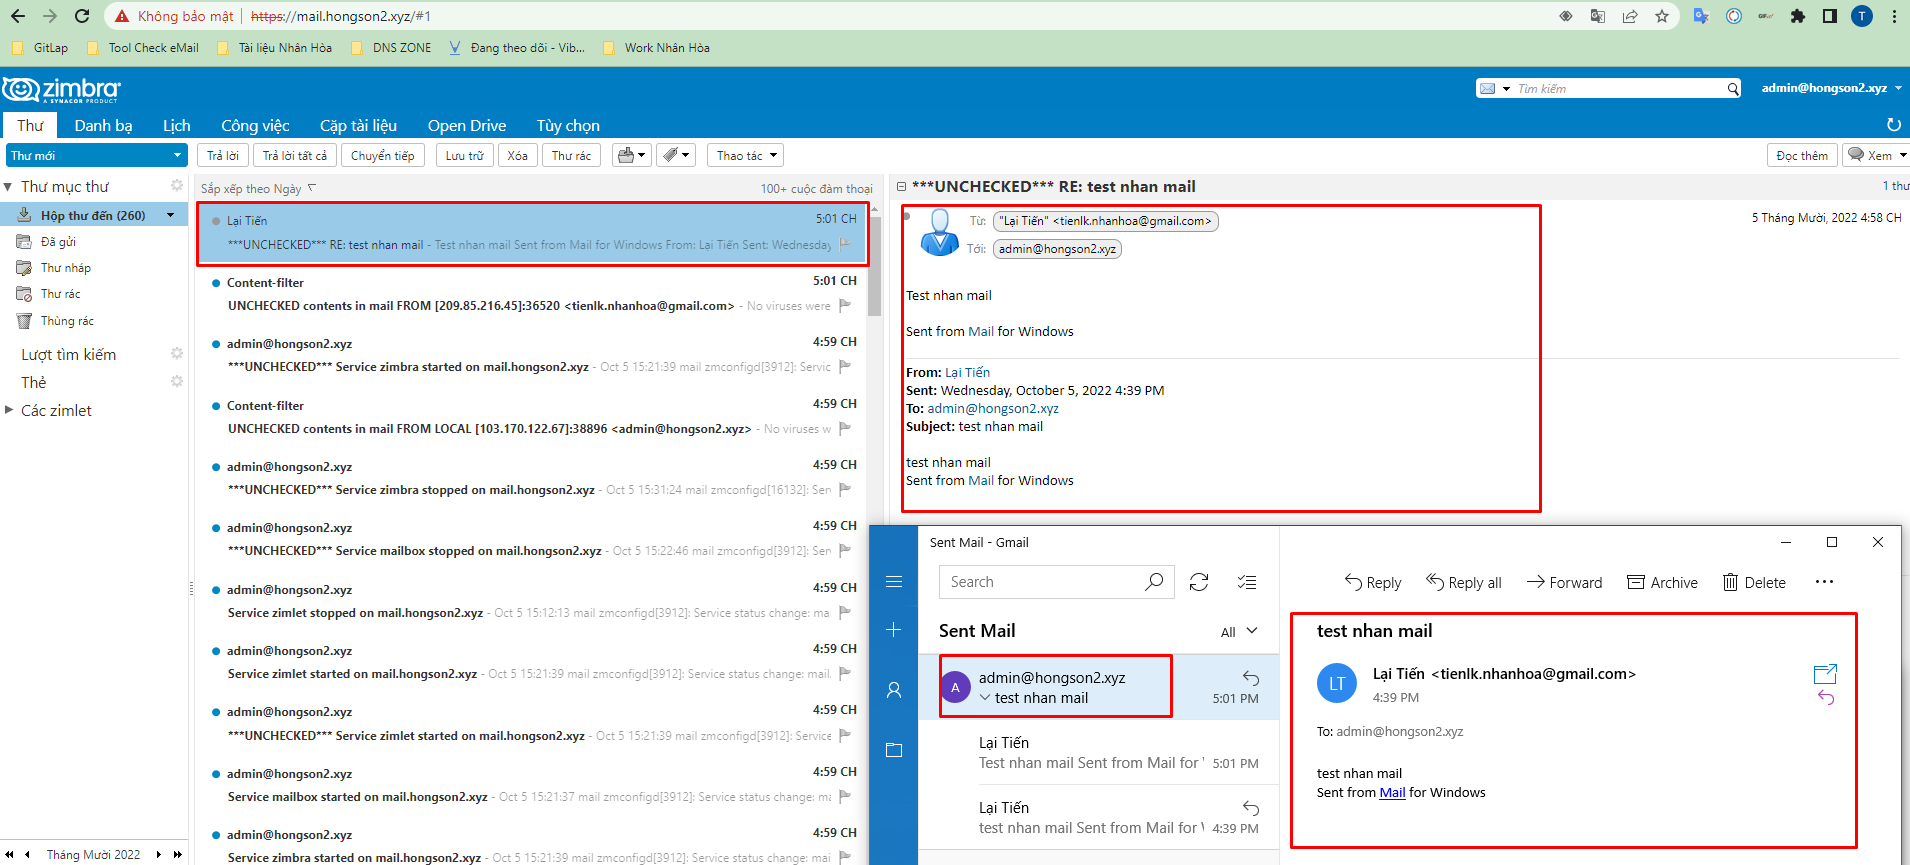 Không bảo mật https://mail.hongson2.xyz/#1
GitLap Tool Check eMail Tài liệu Nhân Hòa DNS ZONE Đang theo dõi - Vib... Work Nhân Hòa
zimbra
A SYNACOR PRODUCT
Tìm kiếm
admin@hongson2.xyz
Thư Danh bạ Lịch Công việc Cặp tài liệu Open Drive Tùy chọn
Thư mới
Trả lời Trả lời tất cả Chuyển tiếp Lưu trữ Xóa Thư rác Thao tác Đọc thêm Xem
Thư mục thư
Hộp thư đến (260)
Đã gửi
Thư nháp
Thư rác
Thùng rác
Lượt tìm kiếm
Thẻ
Các zimlet
Tháng Mười 2022
Sắp xếp theo Ngày 100+ cuộc đàm thoại
Lại Tiến 5:01 CH
***UNCHECKED*** RE: test nhan mail - Test nhan mail Sent from Mail for Windows From: Lại Tiến Sent: Wednesday
Content-filter 5:01 CH
UNCHECKED contents in mail FROM [209.85.216.45]:36520 <tienlk.nhanhoa@gmail.com> - No viruses were
admin@hongson2.xyz 4:59 CH
***UNCHECKED*** Service zimbra started on mail.hongson2.xyz - Oct 5 15:21:39 mail zmconfigd[3912]: Servic
Content-filter 4:59 CH
UNCHECKED contents in mail FROM LOCAL [103.170.122.67]:38896 <admin@hongson2.xyz> - No viruses w
admin@hongson2.xyz 4:59 CH
***UNCHECKED*** Service zimbra stopped on mail.hongson2.xyz - Oct 5 15:31:24 mail zmconfigd[16132]: Ser
admin@hongson2.xyz 4:59 CH
***UNCHECKED*** Service mailbox stopped on mail.hongson2.xyz - Oct 5 15:22:46 mail zmconfigd[3912]: Ser
admin@hongson2.xyz 4:59 CH
Service zimlet stopped on mail.hongson2.xyz - Oct 5 15:12:13 mail zmconfigd[3912]: Service status change: mai
admin@hongson2.xyz 4:59 CH
Service zimlet started on mail.hongson2.xyz - Oct 5 15:21:39 mail zmconfigd[3912]: Service status change: mail.
admin@hongson2.xyz 4:59 CH
***UNCHECKED*** Service zimlet started on mail.hongson2.xyz - Oct 5 15:21:39 mail zmconfigd[3912]: Service
admin@hongson2.xyz 4:59 CH
Service mailbox started on mail.hongson2.xyz - Oct 5 15:21:37 mail zmconfigd[3912]: Service status change: ma
admin@hongson2.xyz 4:59 CH
Service zimbra started on mail.hongson2.xyz - Oct 5 15:21:39 mail zmconfigd[3912]: Service status change: mai
***UNCHECKED*** RE: test nhan mail 1 thư
Từ: "Lại Tiến" <tienlk.nhanhoa@gmail.com> 5 Tháng Mười, 2022 4:58 CH
Tới: admin@hongson2.xyz
Test nhan mail
Sent from Mail for Windows
From: Lại Tiến
Sent: Wednesday, October 5, 2022 4:39 PM
To: admin@hongson2.xyz
Subject: test nhan mail
test nhan mail
Sent from Mail for Windows
Sent Mail - Gmail
Search
Sent Mail All
A
admin@hongson2.xyz
test nhan mail 5:01 PM
Lại Tiến
Test nhan mail Sent from Mail for 5:01 PM
Lại Tiến
test nhan mail Sent from Mail for 4:39 PM
Reply Reply all Forward Archive Delete
test nhan mail
LT
Lại Tiến <tienlk.nhanhoa@gmail.com>
4:39 PM
To: admin@hongson2.xyz
test nhan mail
Sent from Mail for Windows